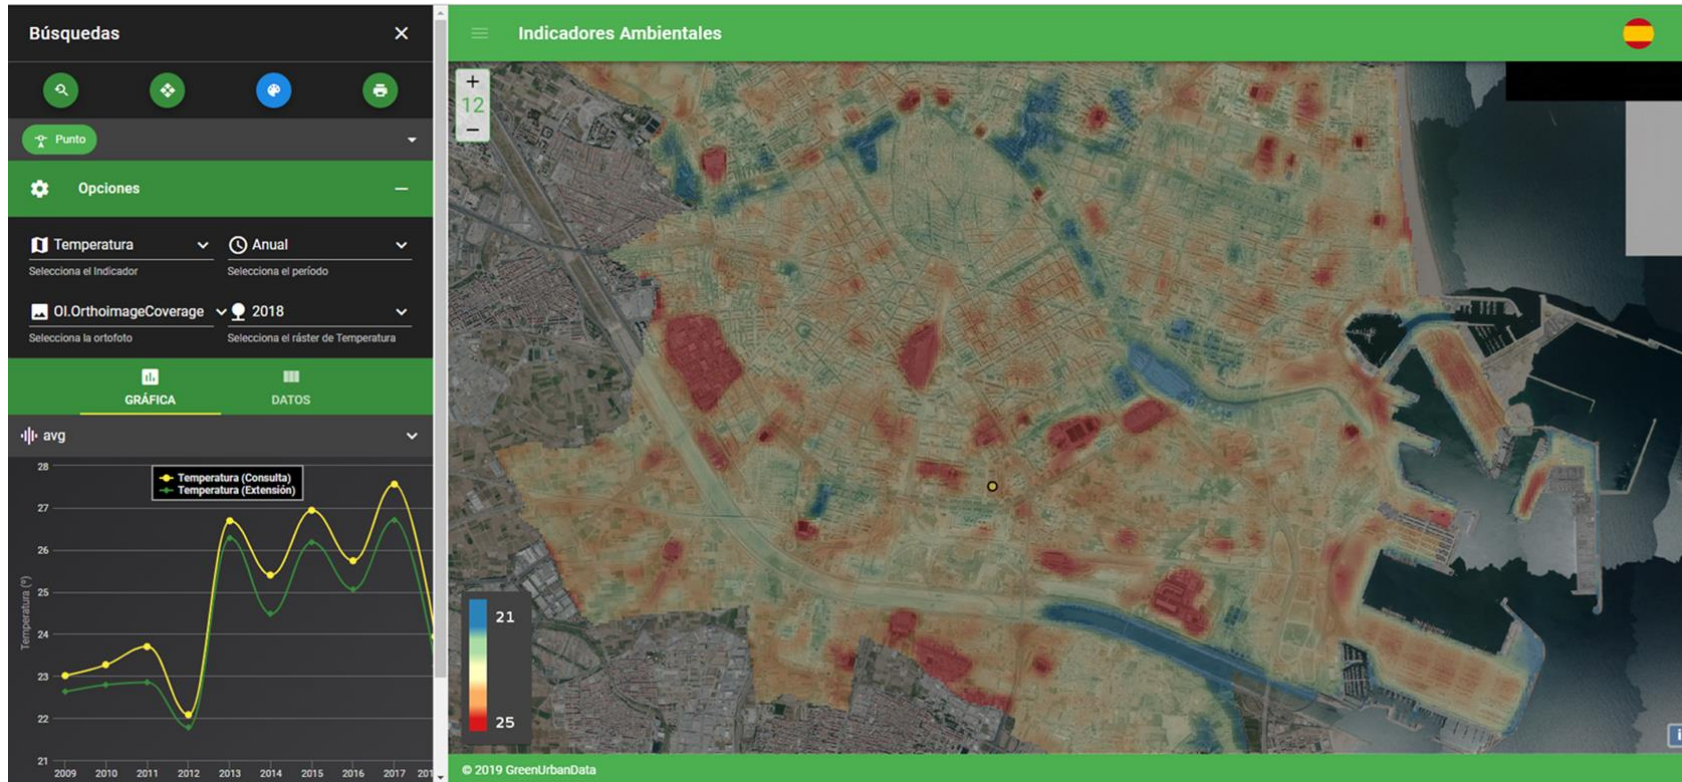 Búsquedas
Indicadores Ambientales
Punto
Opciones
Temperatura
Anual
Selecciona el Indicador
Selecciona el período
OI.OrthoimageCoverage
2018
Selecciona la ortofoto
Selecciona el ráster de Temperatura
GRÁFICA
DATOS
avg
Temperatura (Consulta)
Temperatura (Extensión)
Temperatura (º)
28
27
26
25
24
23
22
21
2009 2010 2011 2012 2013 2014 2015 2016 2017 201
+
12
−
21
25
i
© 2019 GreenUrbanData